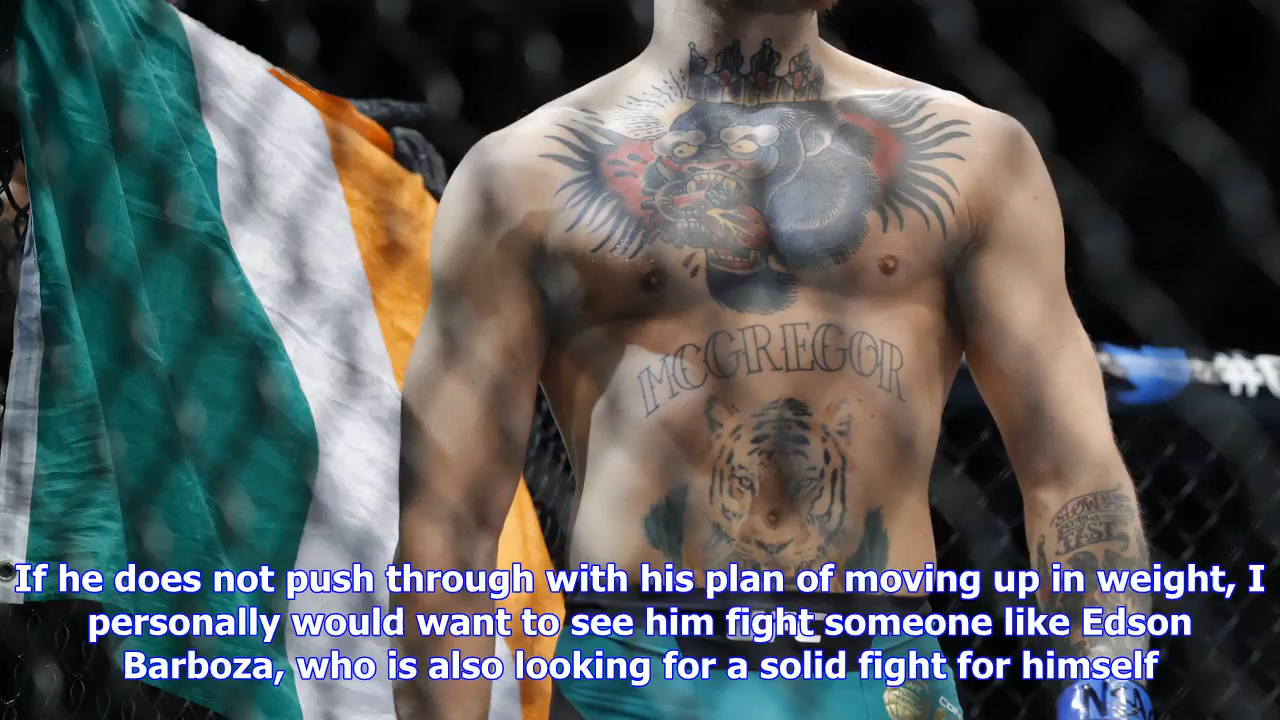 MCGREGOR
If he does not push through with his plan of moving up in weight, I
personally would want to see him fight someone like Edson
Barboza, who is also looking for a solid fight for himself